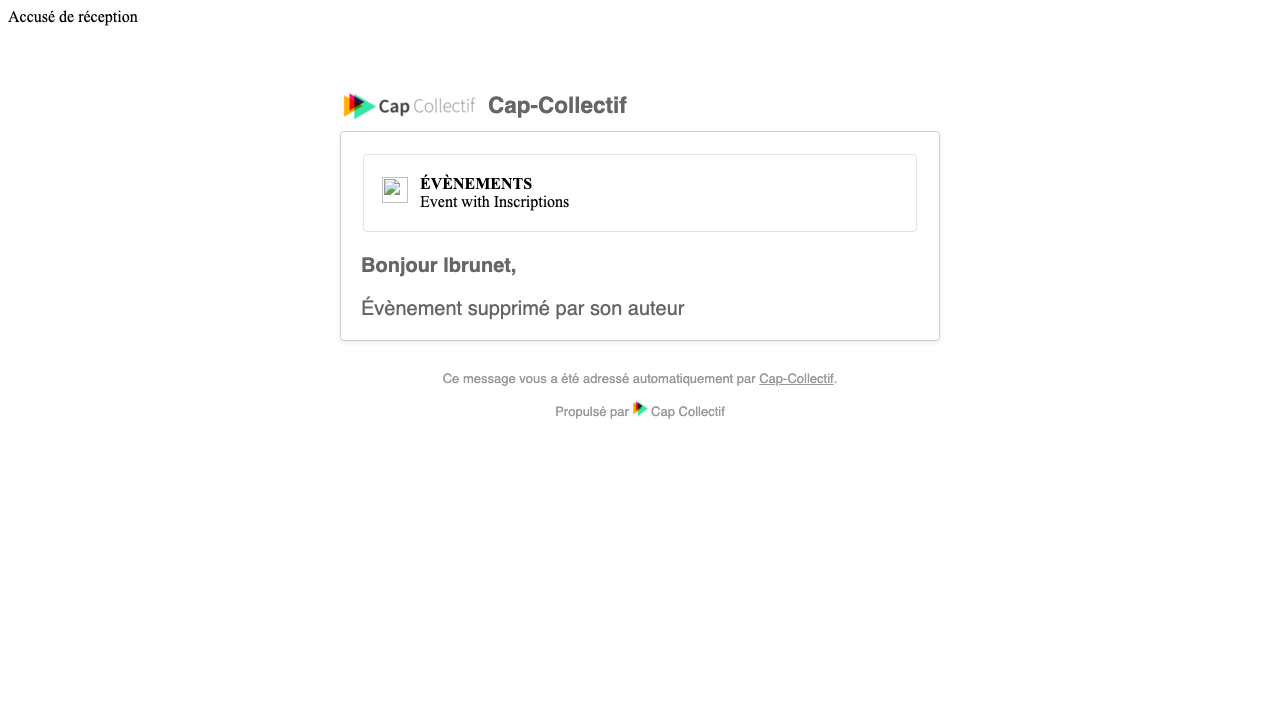 Accusé de réception
Cap Collectif Cap-Collectif
ÉVÈNEMENTS
Event with Inscriptions
Bonjour lbrunet,
Évènement supprimé par son auteur
Ce message vous a été adressé automatiquement par Cap-Collectif.
Propulsé par Cap Collectif